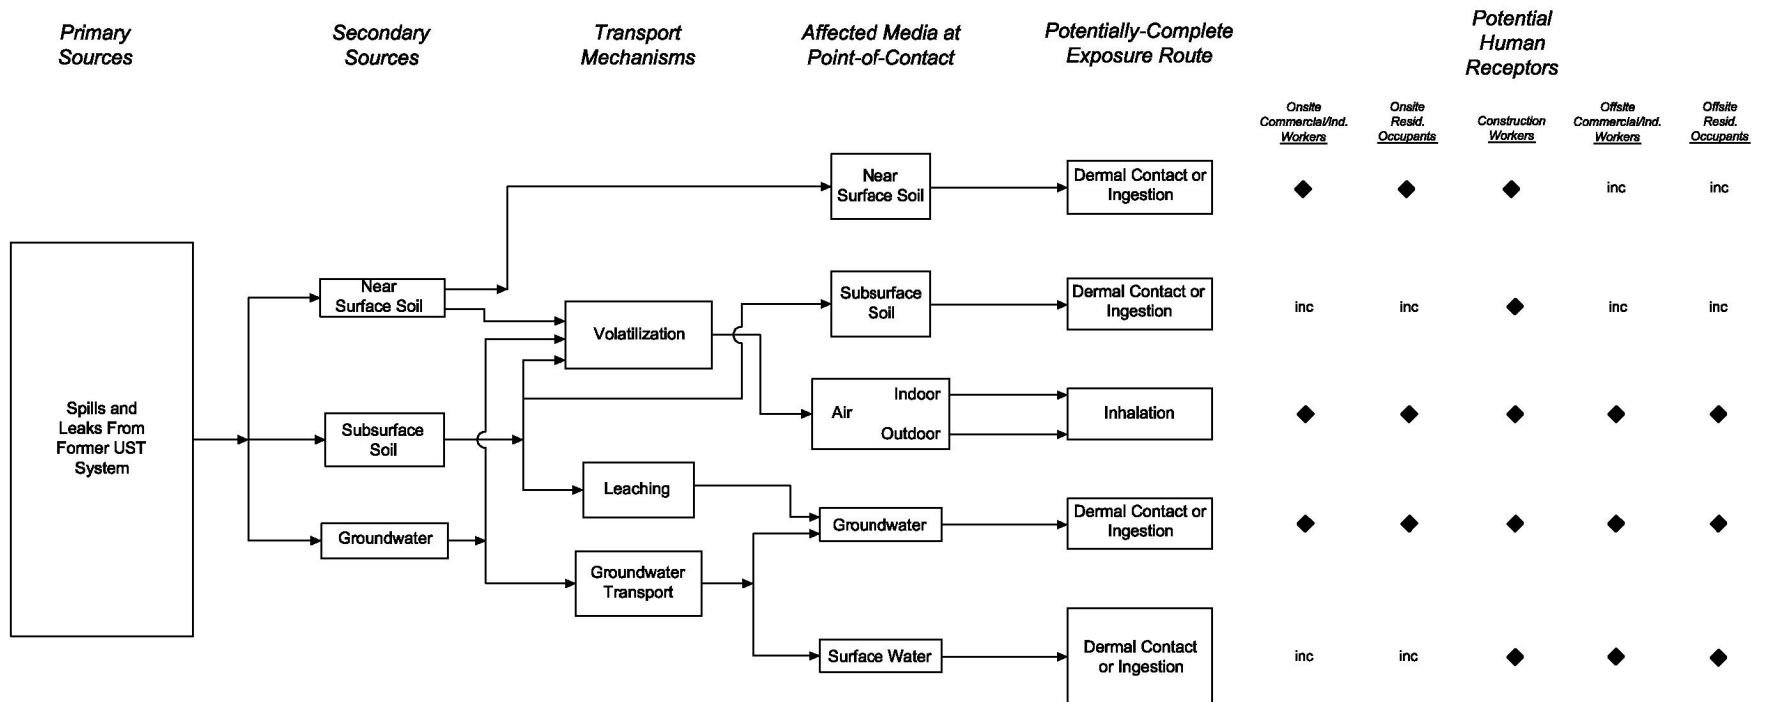 Primary
Sources
Secondary
Sources
Transport
Mechanisms
Affected Media at
Point-of-Contact
Potentially-Complete
Exposure Route
Potential
Human
Receptors
Onsite
Commercial/Ind.
Workers
Onsite
Resid.
Occupants
Construction
Workers
Offsite
Commercial/Ind.
Workers
Offsite
Resid.
Occupants
Near
Surface Soil
Dermal Contact or
Ingestion
inc
inc
Near
Surface Soil
Volatilization
Subsurface
Soil
Dermal Contact or
Ingestion
inc
inc
inc
inc
Spills and
Leaks From
Former UST
System
Subsurface
Soil
Air
Indoor
Outdoor
Inhalation
Leaching
Groundwater
Dermal Contact or
Ingestion
Groundwater
Groundwater
Transport
Surface Water
Dermal Contact
or Ingestion
inc
inc